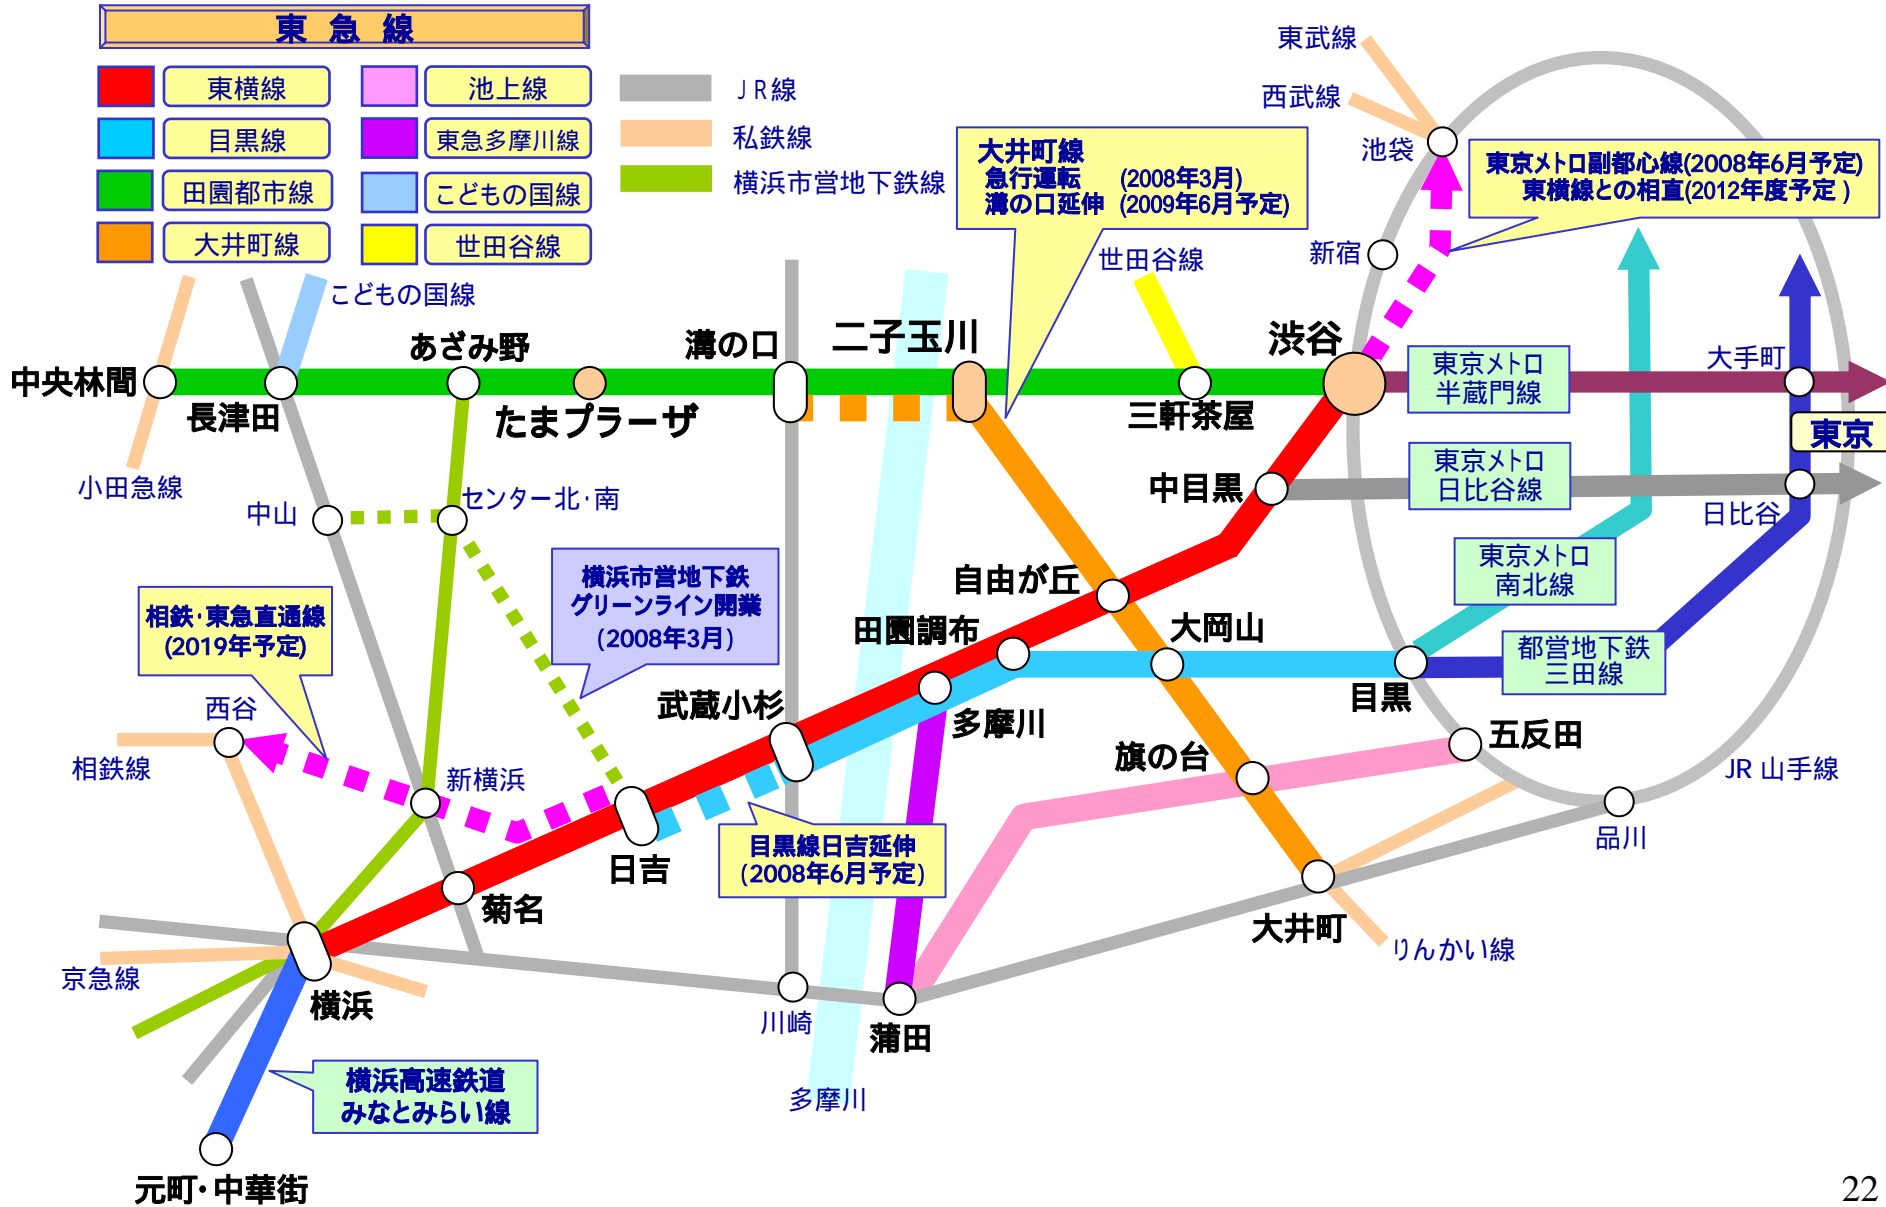 東 急 線
東横線
池上線
JR線
目黒線
東急多摩川線
私鉄線
田園都市線
こどもの国線
横浜市営地下鉄線
大井町線
世田谷線
東武線
西武線
池袋
新宿
大井町線
急行運転 (2008年3月)
溝の口延伸 (2009年6月予定)
東京メトロ副都心線(2008年6月予定)
東横線との相直(2012年度予定)
世田谷線
こどもの国線
中央林間
長津田
あざみ野
たまプラーザ
溝の口
二子玉川
三軒茶屋
渋谷
東京メトロ
半蔵門線
大手町
東京
小田急線
中山
センター北・南
中目黒
東京メトロ
日比谷線
日比谷
東京メトロ
南北線
都営地下鉄
三田線
横浜市営地下鉄
グリーンライン開業
(2008年3月)
相鉄・東急直通線
(2019年予定)
自由が丘
田園調布
大岡山
目黒
武蔵小杉
多摩川
西谷
相鉄線
新横浜
旗の台
五反田
JR 山手線
品川
目黒線日吉延伸
(2008年6月予定)
日吉
菊名
大井町
りんかい線
京急線
横浜
川崎
蒲田
多摩川
横浜高速鉄道
みなとみらい線
元町・中華街
22